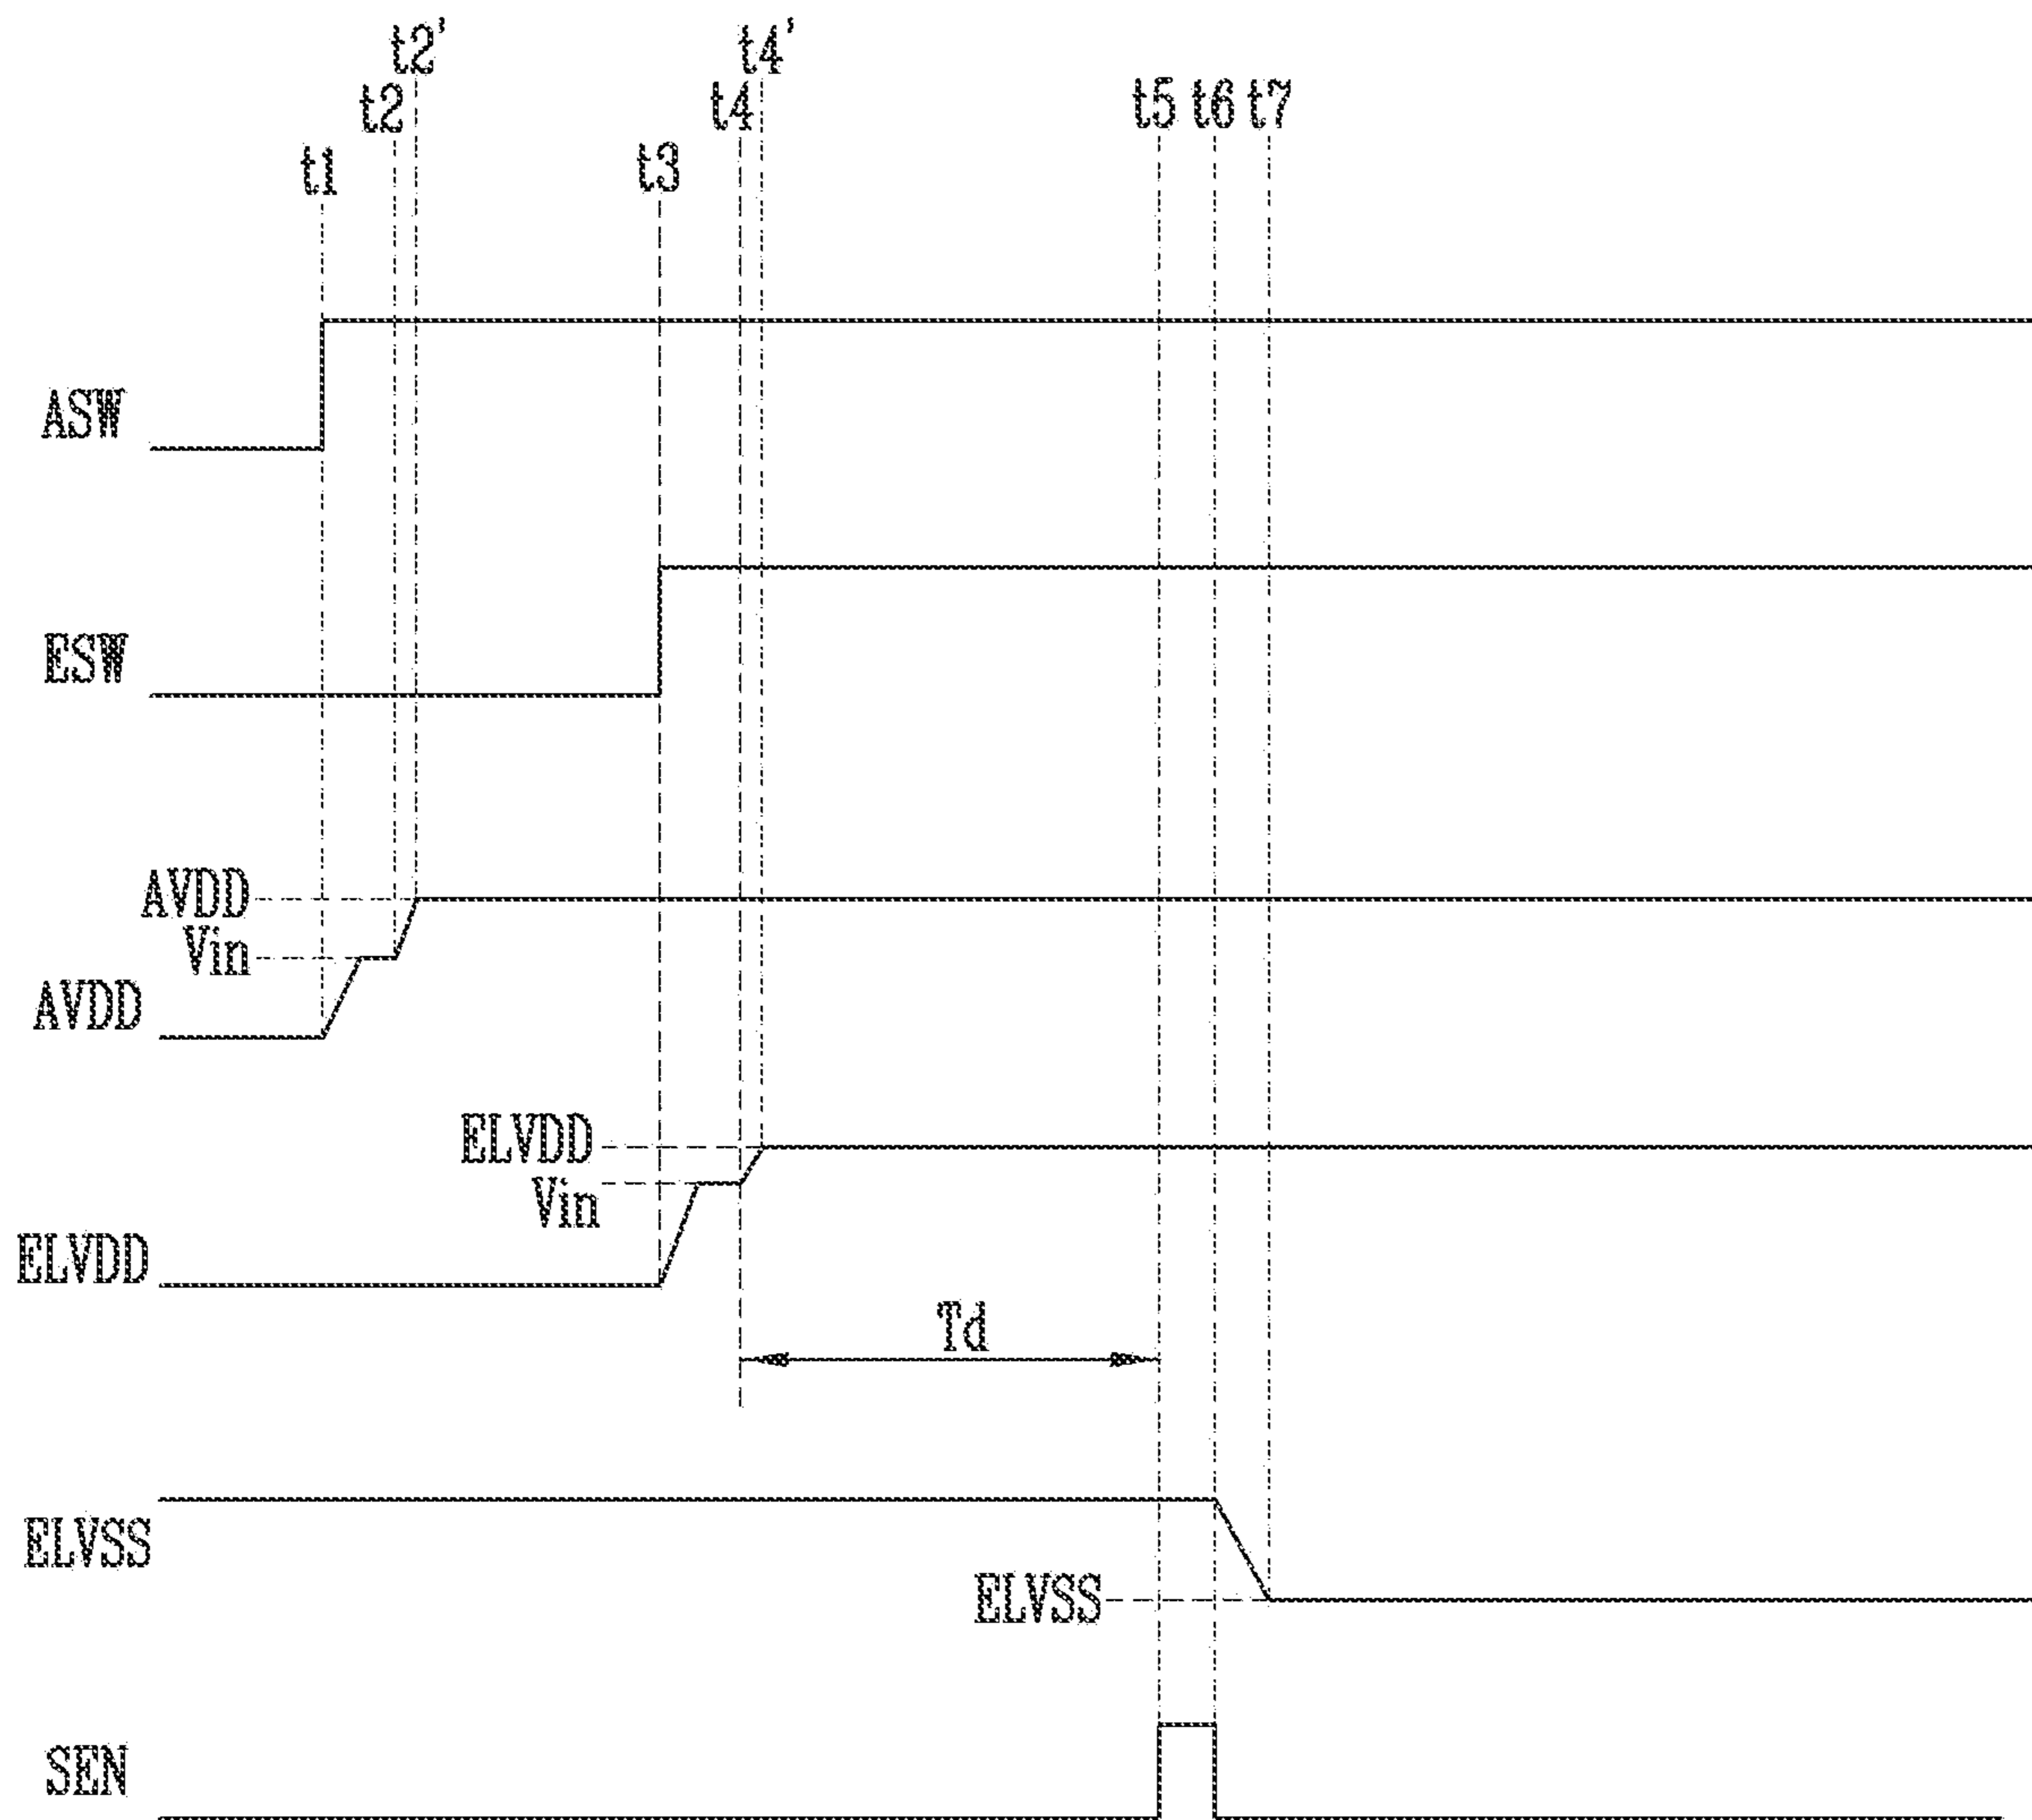 t2'
t4'
t2
t4
t5
t6
t7
t1
t3
ASW
ESW
AVDD
Vin
AVDD
ELVDD
Vin
ELVDD
Td
ELVSS
ELVSS
SEN